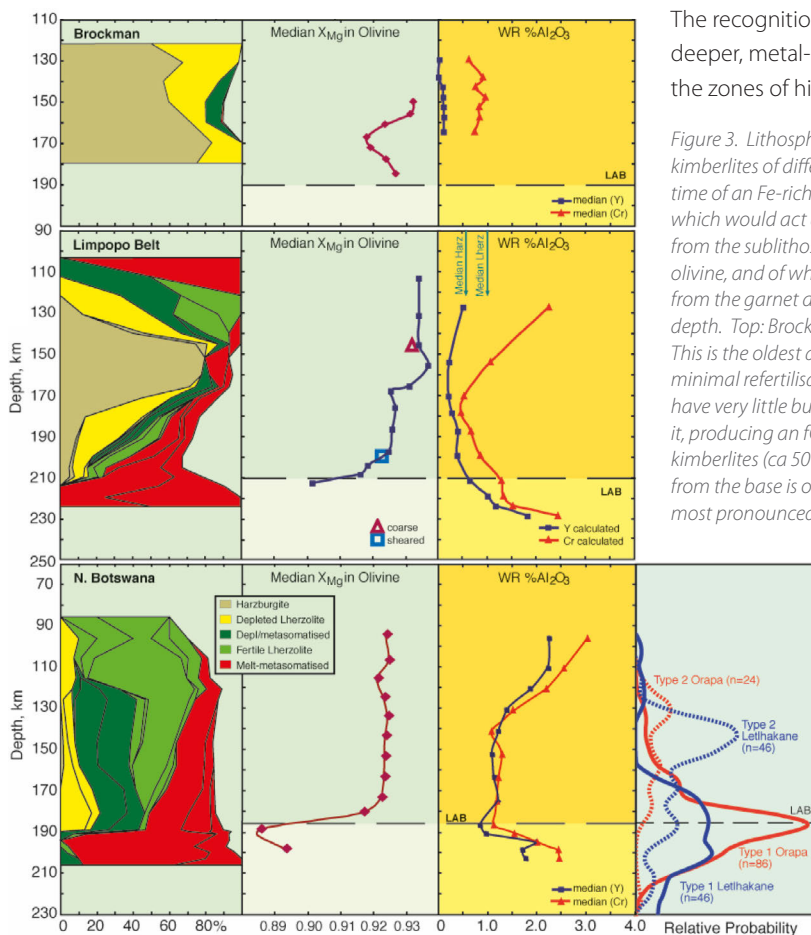 The recognition
deeper, metal-
the zones of hi
Figure 3. Lithosph
kimberlites of diffe
time of an Fe-rich
which would act
from the sublithos
olivine, and of wh
from the garnet d
depth. Top: Brock
This is the oldest
minimal refertilisa
have very little bu
it, producing an f
kimberlites (ca 50
from the base is o
most pronounced
Brockman
Median XMg in Olivine
WR %Al2O3
110
130
150
170
190
LAB
median (Y)
median (Cr)
Limpopo Belt
Median XMg in Olivine
WR %Al2O3
Median Harz
Median Lherz
Depth, km
90
110
130
150
170
190
210
230
250
LAB
coarse
sheared
Y calculated
Cr calculated
N. Botswana
Median XMg in Olivine
WR %Al2O3
Harzburgite
Depleted Lherzolite
Depl/metasomatised
Fertile Lherzolite
Melt-metasomatised
Depth, km
70
90
110
130
150
170
190
210
230
LAB
median (Y)
median (Cr)
Type 2 Orapa (n=24)
Type 2
Letlhakane
(n=46)
LAB
Type 1 Orapa
(n=86)
Type 1 Letlhakane
(n=46)
0 20 40 60 80%
0.89 0.90 0.91 0.92 0.93
0 1.0 2.0 3.0 4.0
Relative Probability